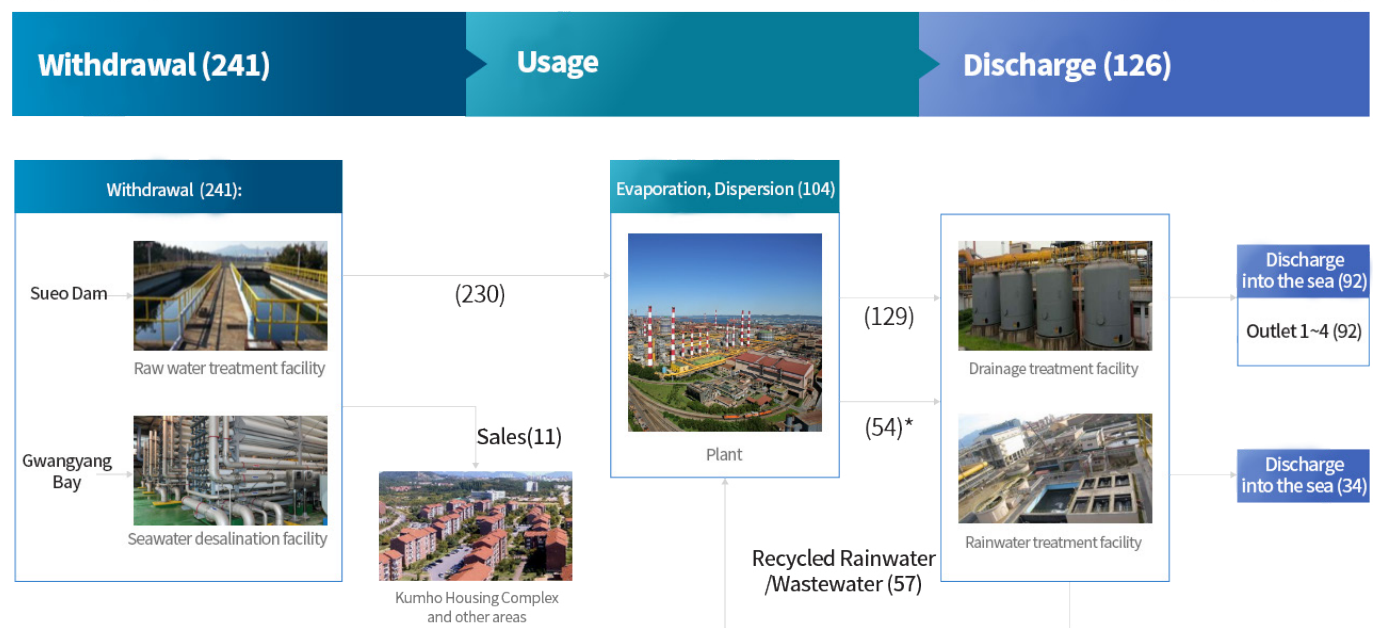 Withdrawal (241)
Usage
Discharge (126)
Withdrawal (241):
Sueo Dam
Raw water treatment facility
Gwangyang
Bay
Seawater desalination facility
(230)
Sales(11)
Kumho Housing Complex
and other areas
Evaporation, Dispersion (104)
Plant
(129)
(54)*
Recycled Rainwater
/Wastewater (57)
Drainage treatment facility
Rainwater treatment facility
Discharge
into the sea (92)
Outlet 1~4 (92)
Discharge
into the sea (34)